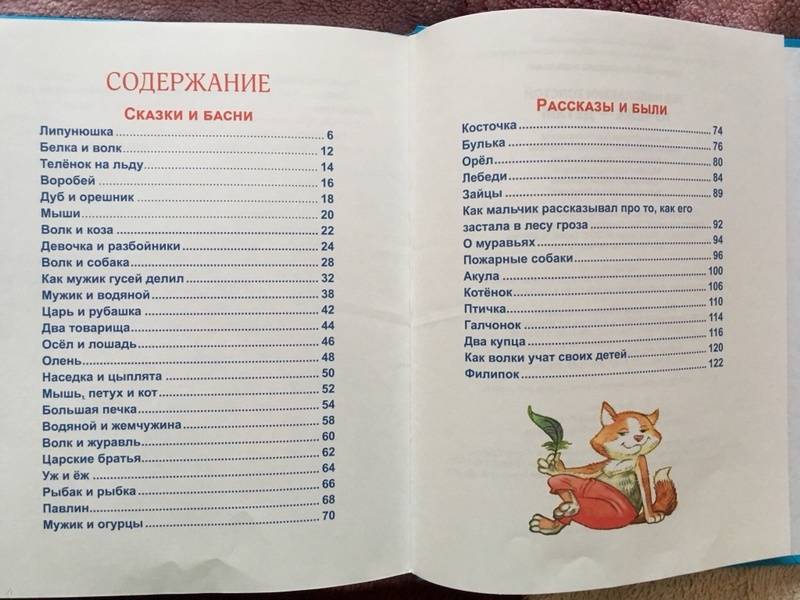 СОДЕРЖАНИЕ
СКАЗКИ И БАСНИ
Липунюшка 6
Белка и волк 12
Телёнок на льду 14
Воробей 16
Дуб и орешник 18
Мыши 20
Волк и коза 22
Девочка и разбойники 24
Волк и собака 28
Как мужик гусей делил 32
Мужик и водяной 38
Царь и рубашка 42
Два товарища 44
Осёл и лошадь 46
Олень 48
Наседка и цыплята 50
Мышь, петух и кот 52
Большая печка 54
Водяной и жемчужина 58
Волк и журавль 60
Царские братья 62
Уж и ёж 64
Рыбак и рыбка 66
Павлин 68
Мужик и огурцы 70
РАССКАЗЫ И БЫЛИ
Косточка 74
Булька 76
Орёл 80
Лебеди 84
Зайцы 89
Как мальчик рассказывал про то, как его
застала в лесу гроза 92
О муравьях 94
Пожарные собаки 96
Акула 100
Котёнок 106
Птичка 110
Галчонок 114
Два купца 116
Как волки учат своих детей 120
Филипок 122